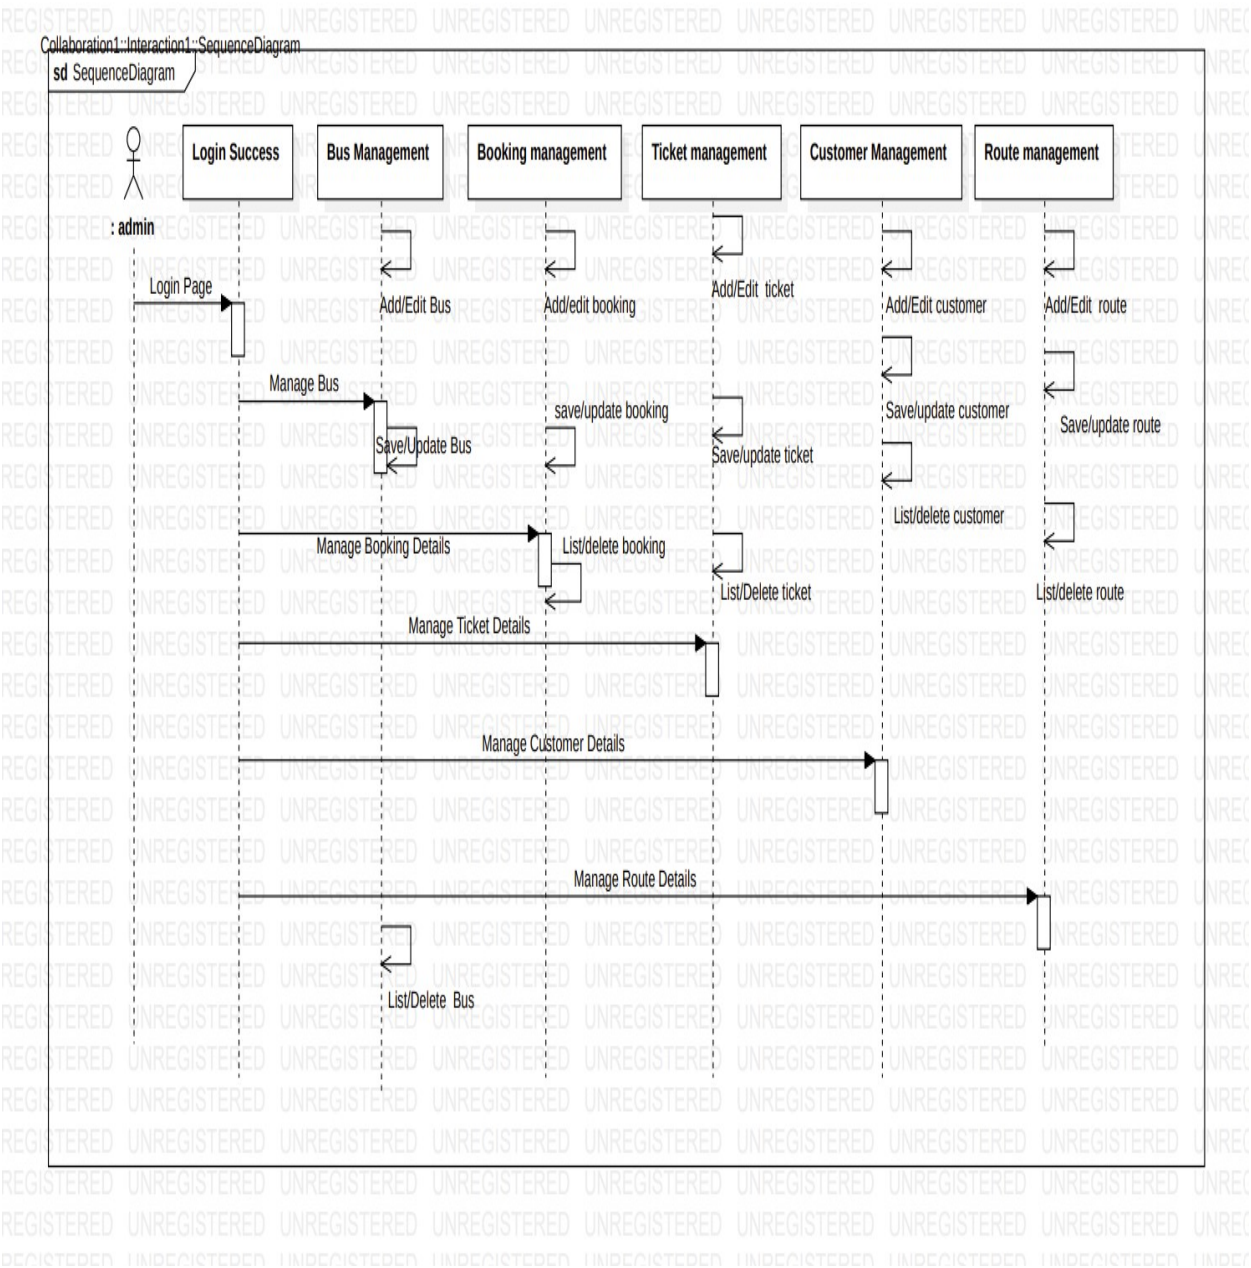 Collaboration1::Interaction1::SequenceDiagram
sd SequenceDiagram
Login Success
Bus Management
Booking management
Ticket management
Customer Management
Route management
: admin
Login Page
Add/Edit Bus
Add/edit booking
Add/Edit ticket
Add/Edit customer
Add/Edit route
Manage Bus
save/update booking
Save/update customer
Save/update route
Save/Update Bus
Save/update ticket
List/delete customer
Manage Booking Details
List/delete booking
List/Delete ticket
List/delete route
Manage Ticket Details
Manage Customer Details
Manage Route Details
List/Delete Bus
UNREGISTERED